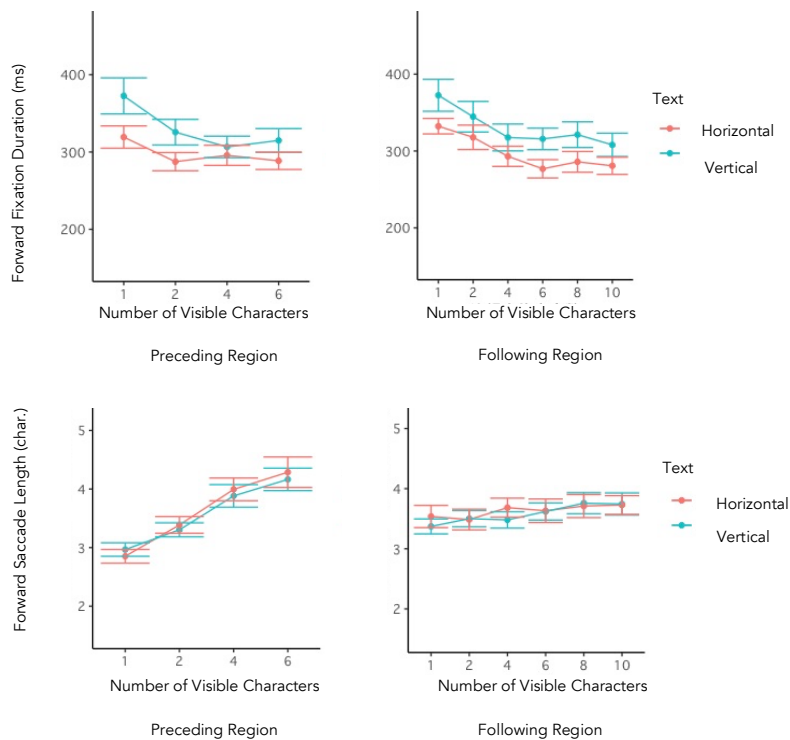 Forward Fixation Duration (ms)
400
300
200
1 2 4 6
Number of Visible Characters
Preceding Region
400
300
200
1 2 4 6 8 10
Number of Visible Characters
Following Region
Text
Horizontal
Vertical
Forward Saccade Length (char.)
5
4
3
2
1 2 4 6
Number of Visible Characters
Preceding Region
5
4
3
2
1 2 4 6 8 10
Number of Visible Characters
Following Region
Text
Horizontal
Vertical